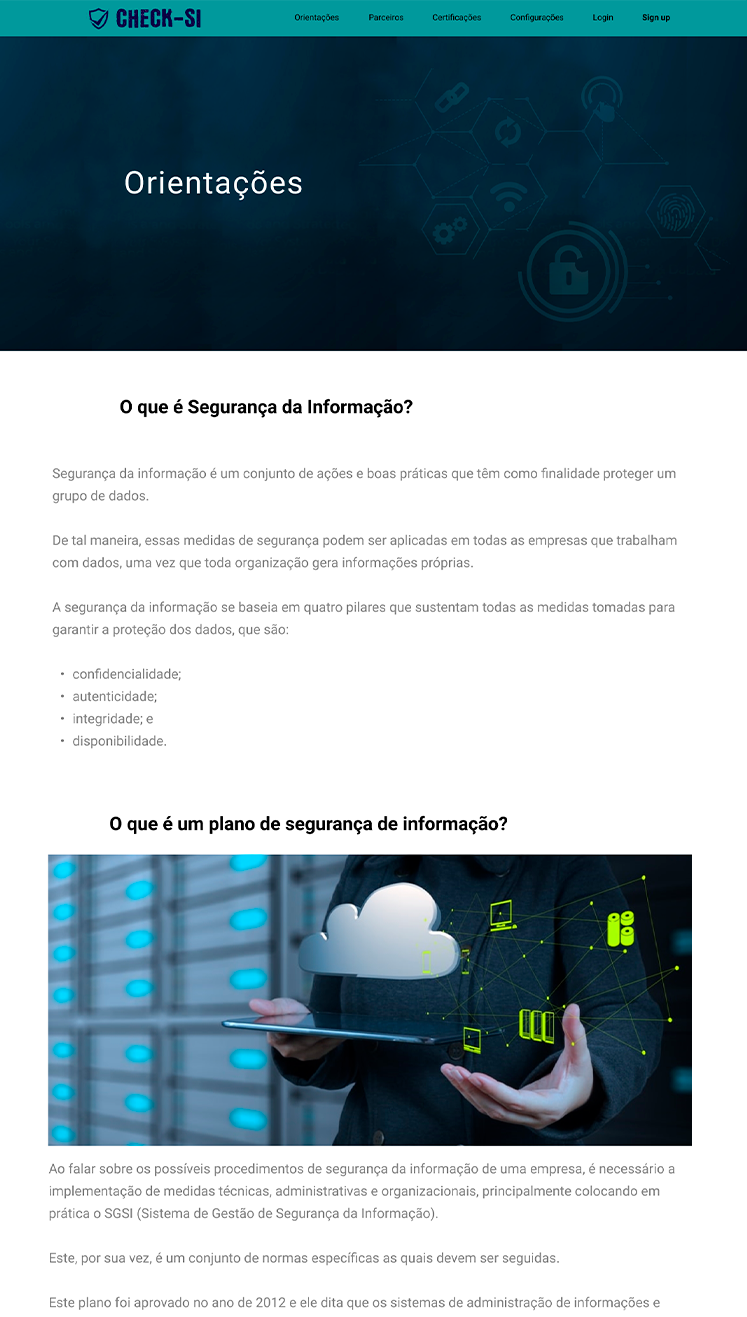 CHECK-SI
Orientações Parceiros Certificações Configurações Login Sign up
Orientações
O que é Segurança da Informação?
Segurança da informação é um conjunto de ações e boas práticas que têm como finalidade proteger um
grupo de dados.
De tal maneira, essas medidas de segurança podem ser aplicadas em todas as empresas que trabalham
com dados, uma vez que toda organização gera informações próprias.
A segurança da informação se baseia em quatro pilares que sustentam todas as medidas tomadas para
garantir a proteção dos dados, que são:
• confidencialidade;
• autenticidade;
• integridade; e
• disponibilidade.
O que é um plano de segurança de informação?
Ao falar sobre os possíveis procedimentos de segurança da informação de uma empresa, é necessário a
implementação de medidas técnicas, administrativas e organizacionais, principalmente colocando em
prática o SGSI (Sistema de Gestão de Segurança da Informação).
Este, por sua vez, é um conjunto de normas específicas as quais devem ser seguidas.
Este plano foi aprovado no ano de 2012 e ele dita que os sistemas de administração de informações e